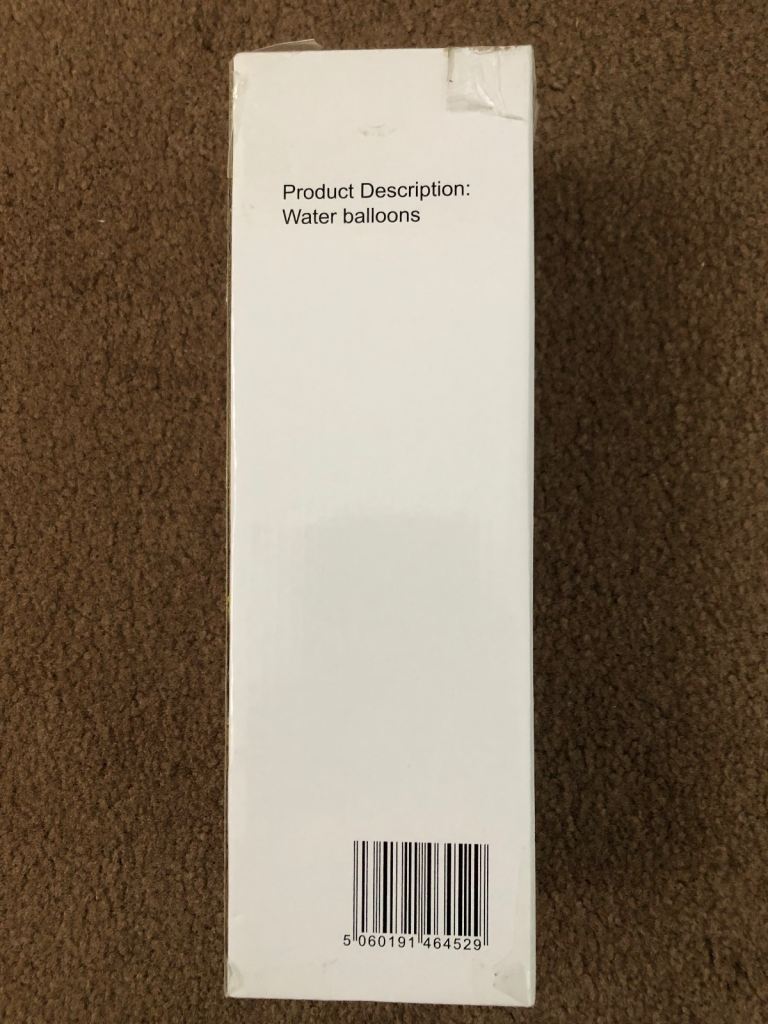 Product Description:
Water balloons
5 060191 464529